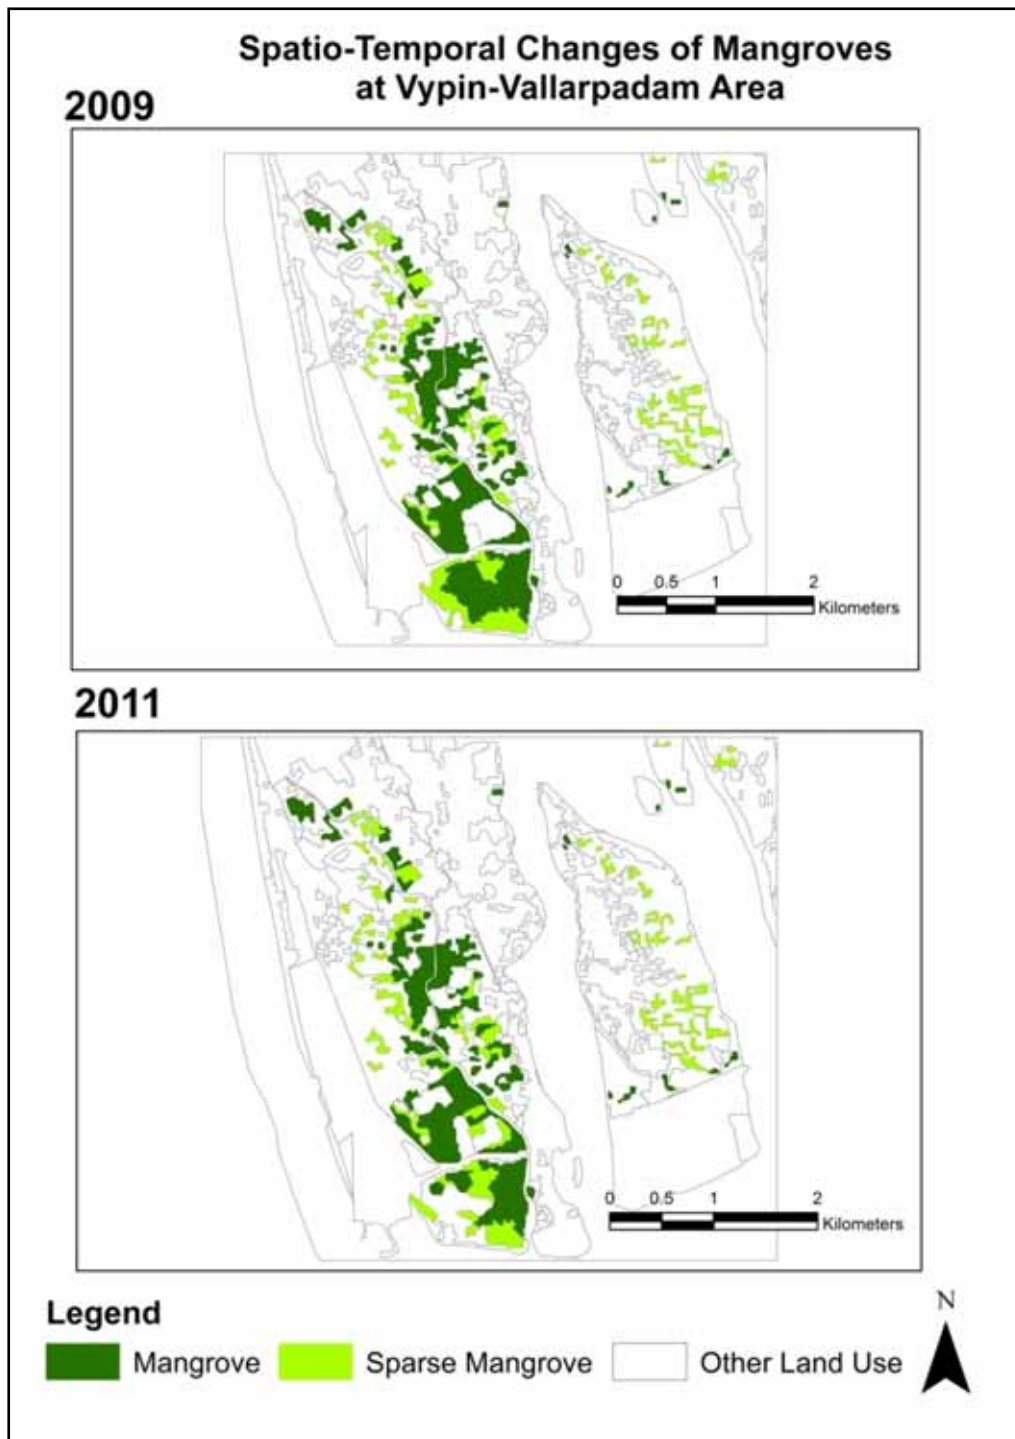 Spatio-Temporal Changes of Mangroves
at Vypin-Vallarpadam Area
2009
0 0.5 1 2
Kilometers
2011
0 0.5 1 2
Kilometers
N
Legend
Mangrove Sparse Mangrove Other Land Use